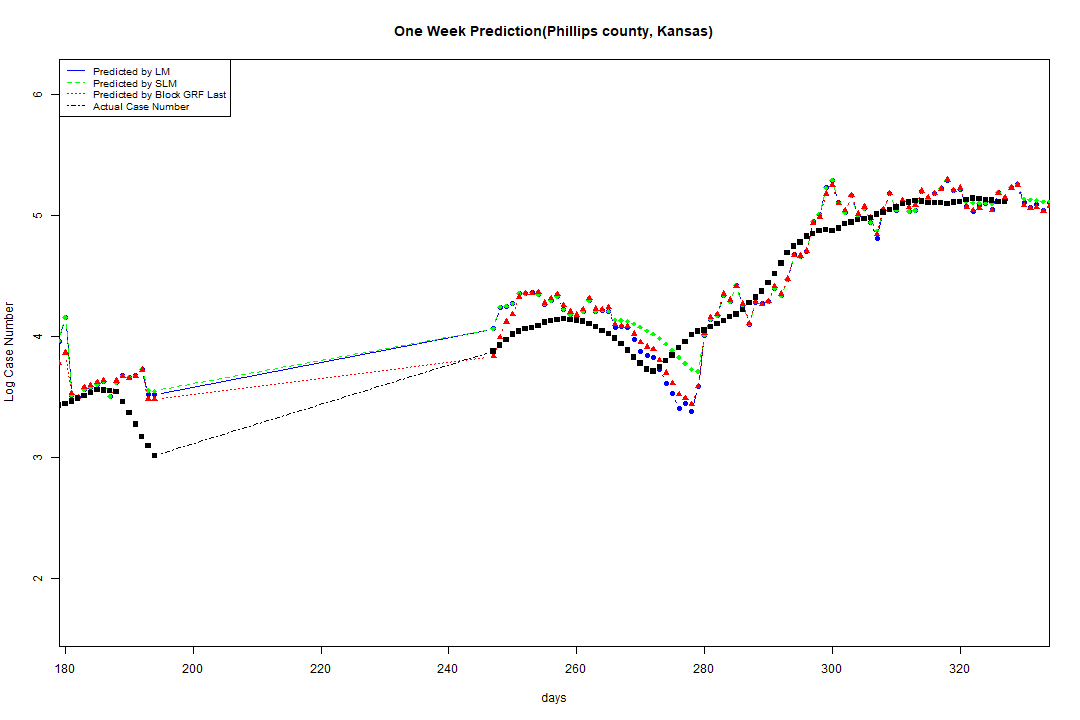 One Week Prediction(Phillips county, Kansas)
Predicted by LM
Predicted by SLM
Predicted by Block GRF Last
Actual Case Number
Log Case Number
6
5
4
3
2
180 200 220 240 260 280 300 320
days